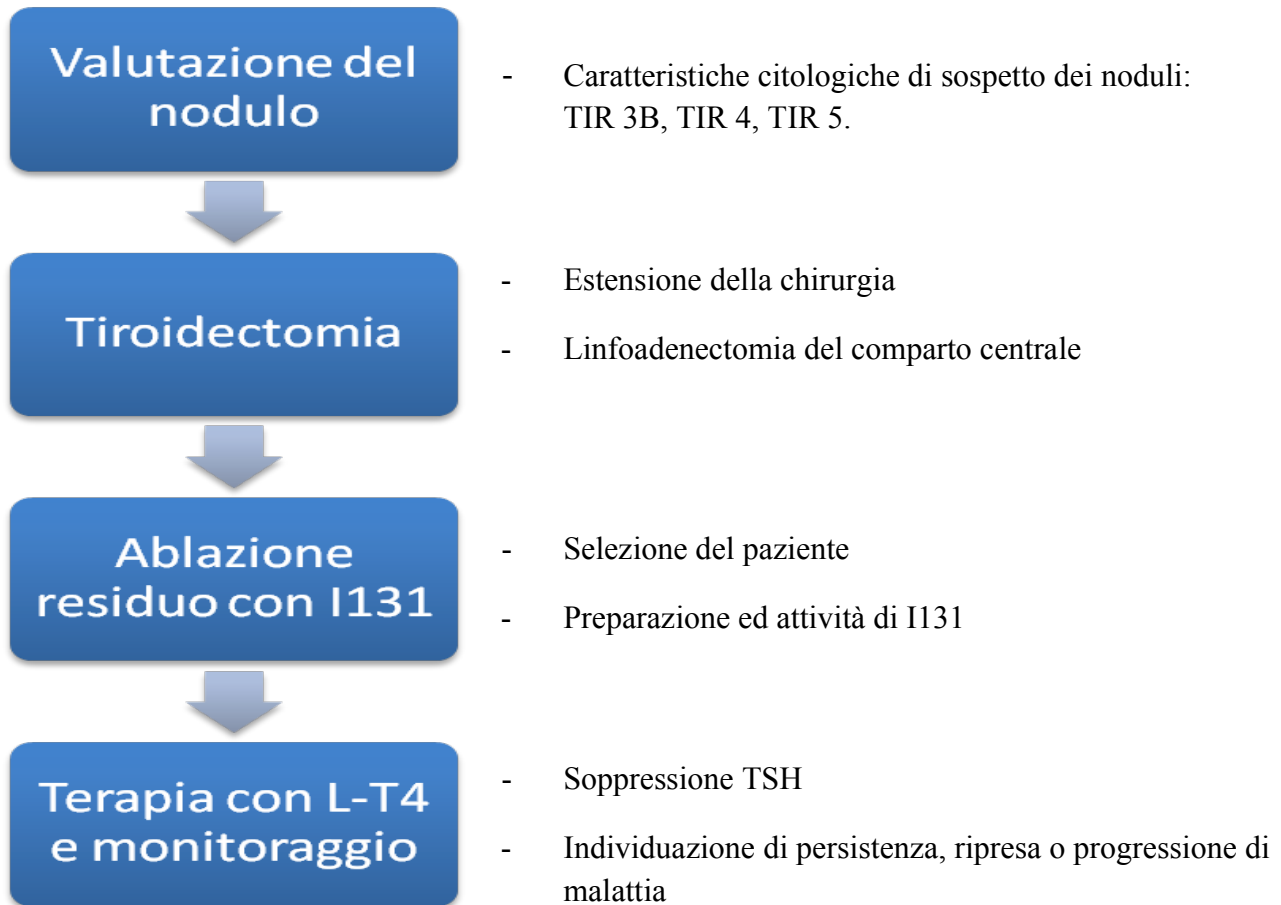 Valutazione del
nodulo
- Caratteristiche citologiche di sospetto dei noduli:
TIR 3B, TIR 4, TIR 5.
Tiroidectomia
- Estensione della chirurgia
- Linfoadenectomia del comparto centrale
Ablazione
residuo con I131
- Selezione del paziente
- Preparazione ed attività di I131
Terapia con L-T4
e monitoraggio
- Soppressione TSH
- Individuazione di persistenza, ripresa o progressione di
malattia